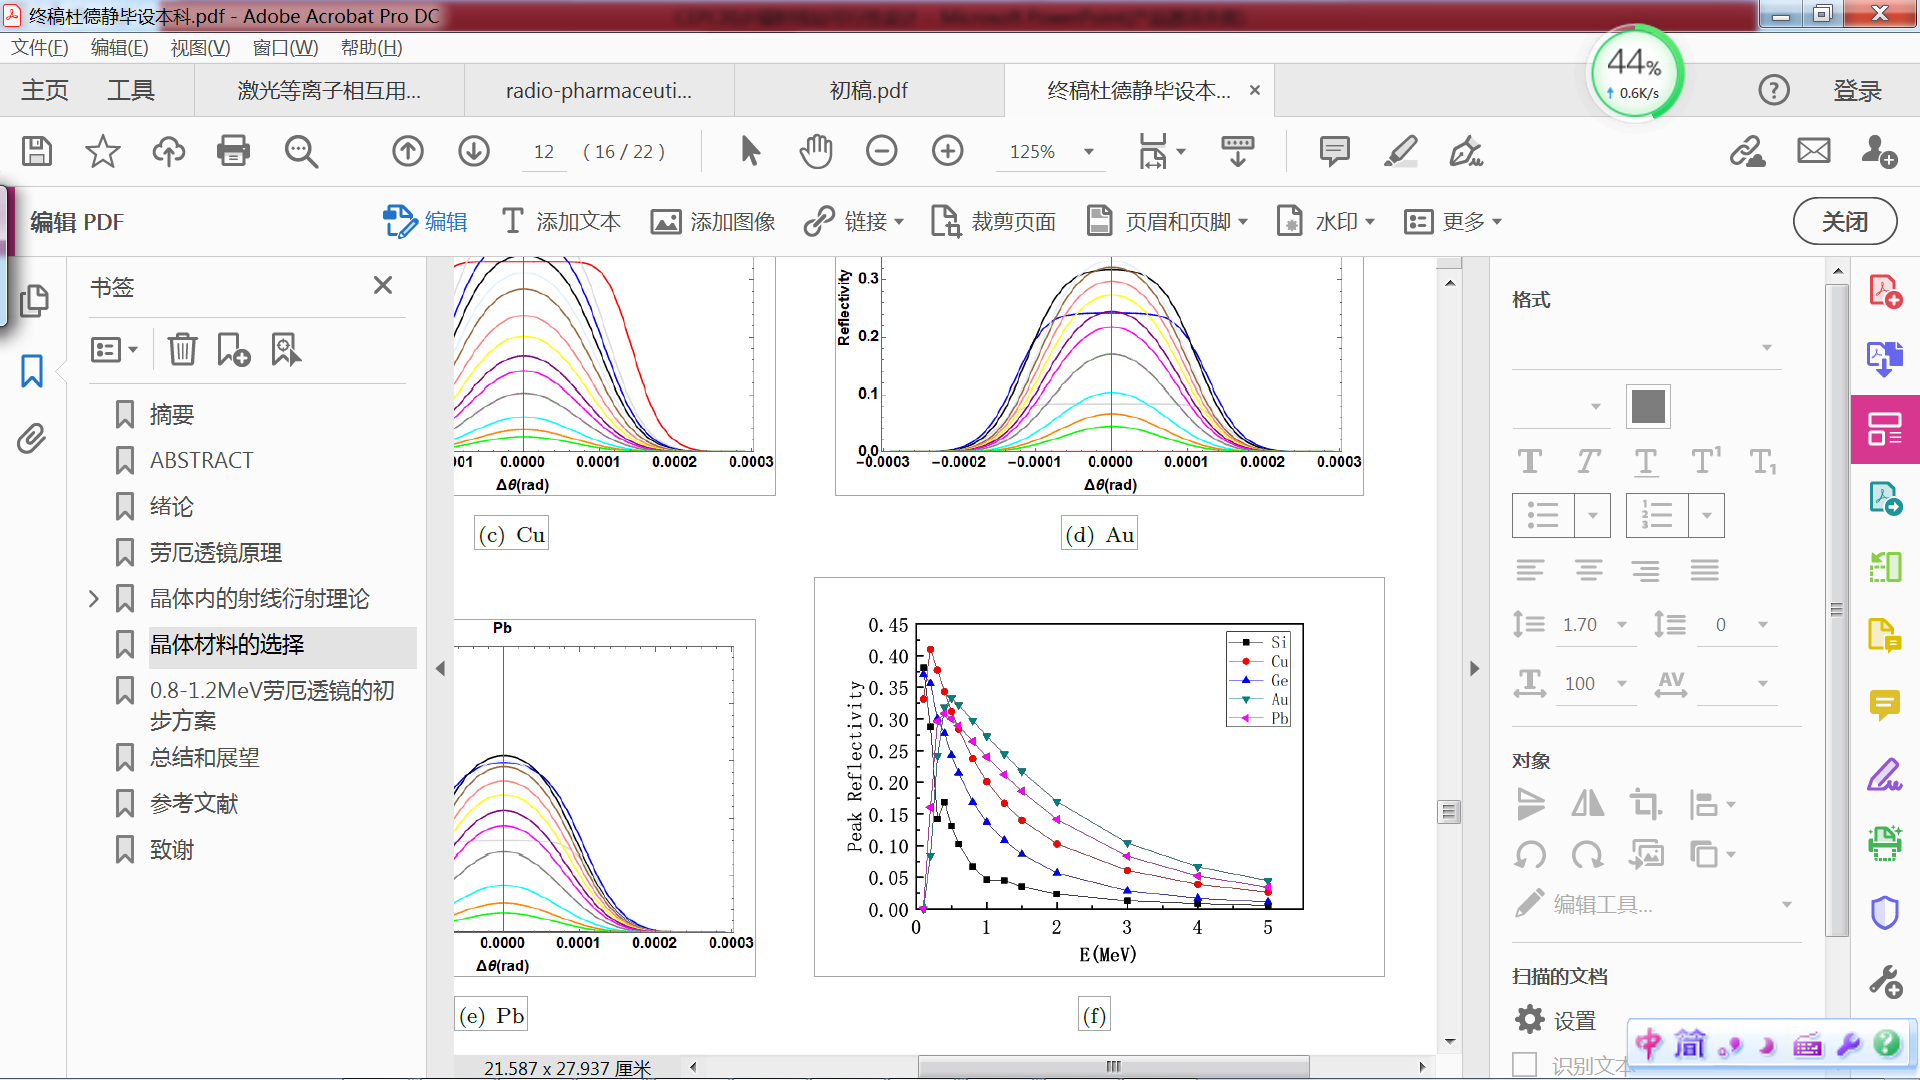 终稿杜德静毕设本科.pdf - Adobe Acrobat Pro DC
文件(F) 编辑(E) 视图(V) 窗口(W) 帮助(H)
44%
0.6K/s
主页 工具 激光等离子相互用... radio-pharmaceuti... 初稿.pdf 终稿杜德静毕设本... × 登录
12 ( 16 / 22 ) 125%
编辑 PDF 编辑 添加文本 添加图像 链接 裁剪页面 页眉和页脚 水印 更多 关闭
书签
摘要
ABSTRACT
绪论
劳厄透镜原理
晶体内的射线衍射理论
晶体材料的选择
0.8-1.2MeV劳厄透镜的初
步方案
总结和展望
参考文献
致谢
001 0.0000 0.0001 0.0002 0.0003
Δθ(rad)
(c) Cu
Reflectivity
0.3
0.2
0.1
0.0
−0.0003 −0.0002 −0.0001 0.0000 0.0001 0.0002 0.0003
Δθ(rad)
(d) Au
Pb
0.0000 0.0001 0.0002 0.0003
Δθ(rad)
(e) Pb
Peak Reflectivity
0.45
0.40
0.35
0.30
0.25
0.20
0.15
0.10
0.05
0.00
0 1 2 3 4 5
E(MeV)
Si
Cu
Ge
Au
Pb
(f)
21.587 x 27.937 厘米
格式
1.70 0
100 AV
对象
编辑工具...
扫描的文档
设置
识别文本
中 简